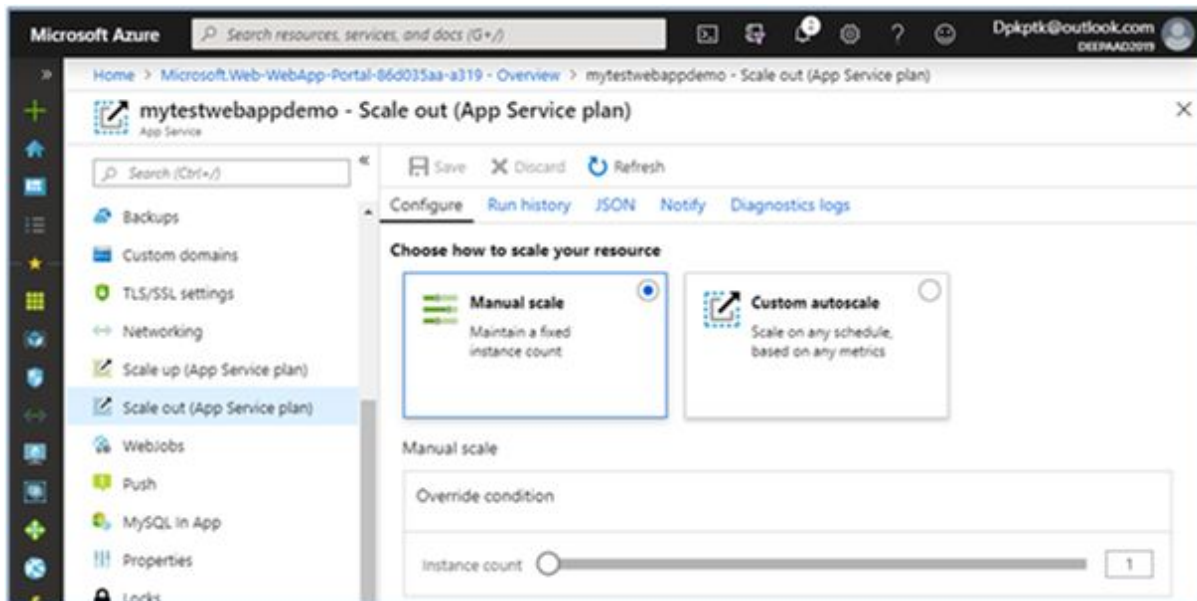 Microsoft Azure
Search resources, services, and docs (G+/)
Dpkptk@outlook.com
DEEPAAD2019
Home > Microsoft.Web-WebApp-Portal-86d035aa-a319 - Overview > mytestwebappdemo - Scale out (App Service plan)
mytestwebappdemo - Scale out (App Service plan)
App Service
Search (Ctrl+/)
Save Discard Refresh
Configure Run history JSON Notify Diagnostics logs
Backups
Custom domains
TLS/SSL settings
Networking
Scale up (App Service plan)
Scale out (App Service plan)
WebJobs
Push
MySQL In App
Properties
Locks
Choose how to scale your resource
Manual scale
Maintain a fixed
instance count
Custom autoscale
Scale on any schedule,
based on any metrics
Manual scale
Override condition
Instance count
1